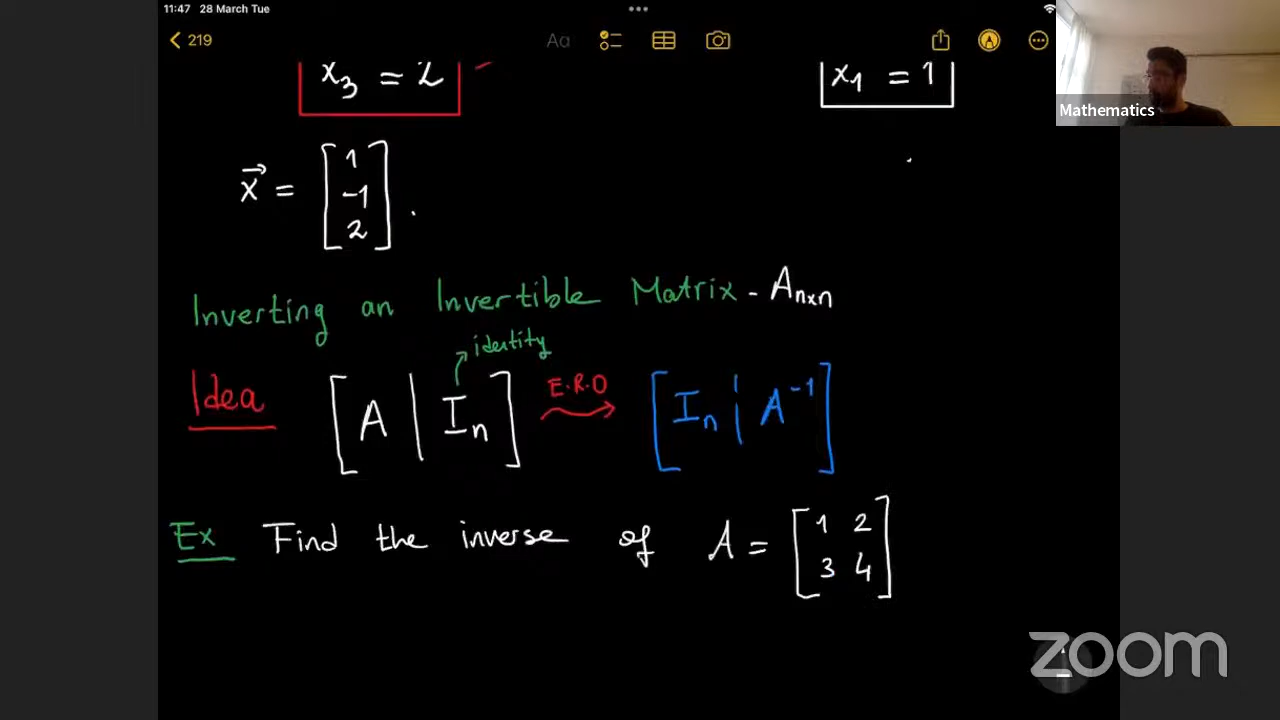 11:47 28 March Tue
219
Aa
x₃ = 2
x₁ = 1
Mathematics
x⃗ = [1
-1
2].
Inverting an Invertible Matrix - Aₙₓₙ
identity
Idea [A | Iₙ] E.R.O → [Iₙ | A⁻¹]
Ex Find the inverse of A = [1 2
3 4]
zoom